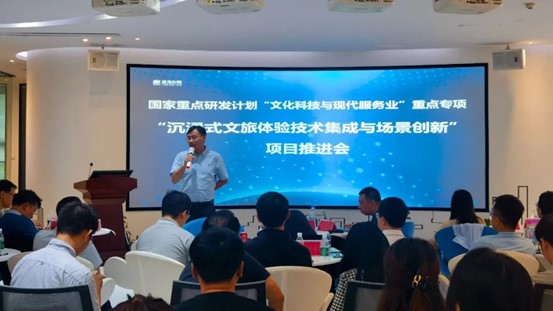 国家重点研发计划“文化科技与现代服务业”重点专项
“沉浸式文旅体验技术集成与场景创新”
项目推进会